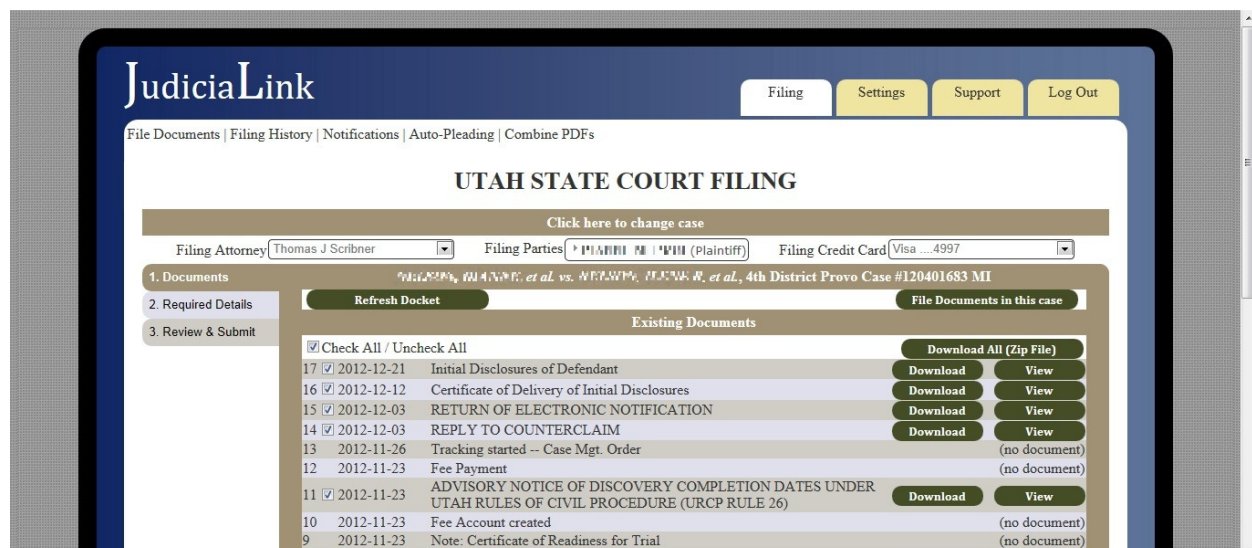 JudiciaLink
Filing Settings Support Log Out
File Documents | Filing History | Notifications | Auto-Pleading | Combine PDFs
UTAH STATE COURT FILING
Click here to change case
Filing Attorney Thomas J Scribner Filing Parties (Plaintiff) Filing Credit Card Visa ....4997
1. Documents et al. vs. et al., 4th District Provo Case #120401683 MI
2. Required Details Refresh Docket File Documents in this case
3. Review & Submit Existing Documents
Check All / Uncheck All Download All (Zip File)
17 2012-12-21 Initial Disclosures of Defendant Download View
16 2012-12-12 Certificate of Delivery of Initial Disclosures Download View
15 2012-12-03 RETURN OF ELECTRONIC NOTIFICATION Download View
14 2012-12-03 REPLY TO COUNTERCLAIM Download View
13 2012-11-26 Tracking started -- Case Mgt. Order (no document)
12 2012-11-23 Fee Payment (no document)
11 2012-11-23 ADVISORY NOTICE OF DISCOVERY COMPLETION DATES UNDER
UTAH RULES OF CIVIL PROCEDURE (URCP RULE 26) Download View
10 2012-11-23 Fee Account created (no document)
9 2012-11-23 Note: Certificate of Readiness for Trial (no document)